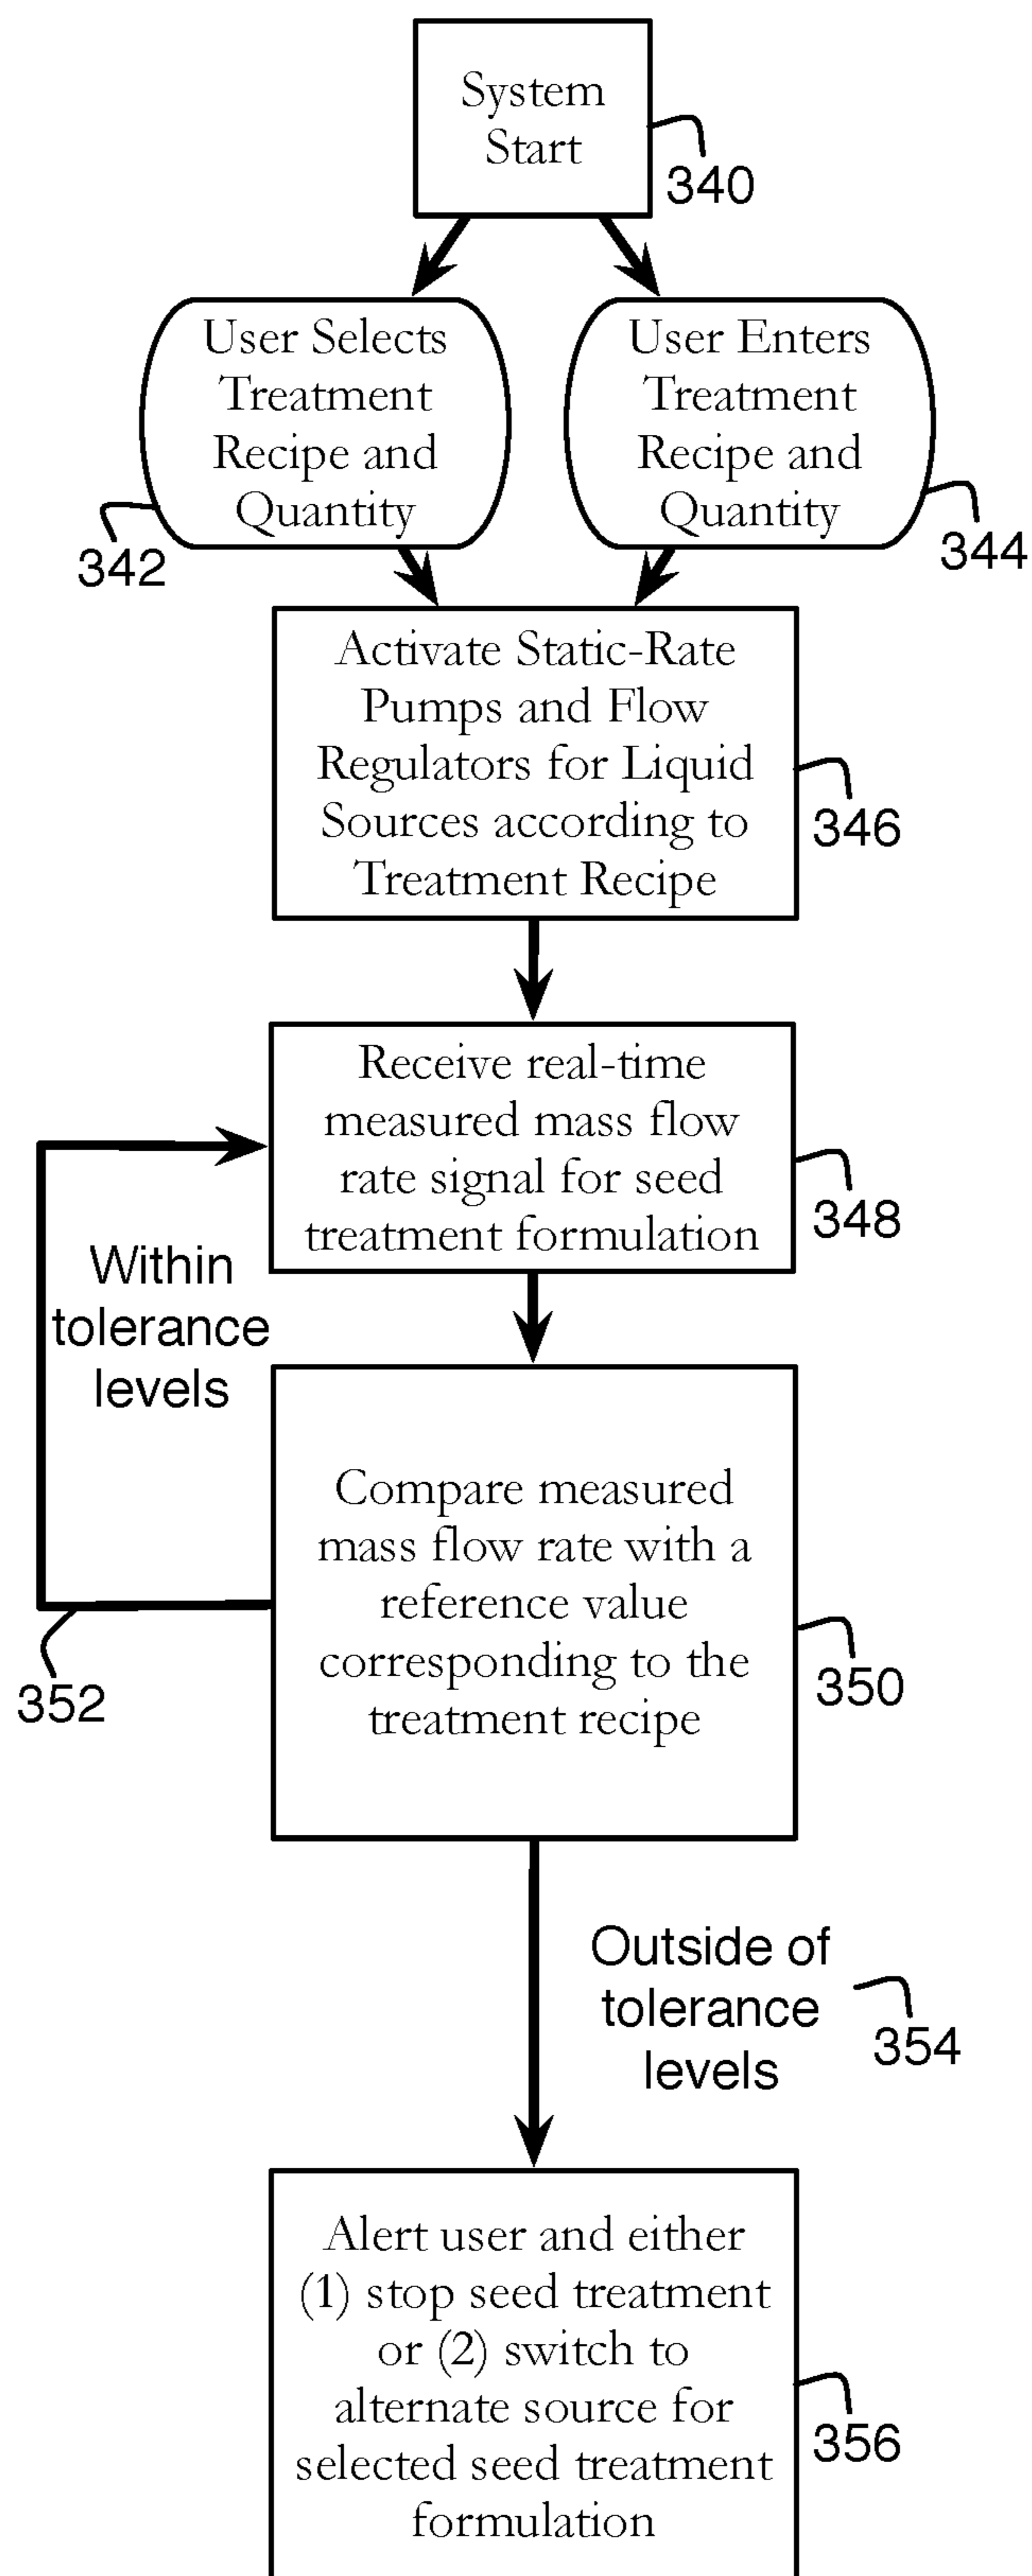 System
Start
340
User Selects
Treatment
Recipe and
Quantity
342
User Enters
Treatment
Recipe and
Quantity
344
Activate Static-Rate
Pumps and Flow
Regulators for Liquid
Sources according to
Treatment Recipe
346
Receive real-time
measured mass flow
rate signal for seed
treatment formulation
348
Within
tolerance
levels
352
Compare measured
mass flow rate with a
reference value
corresponding to the
treatment recipe
350
Outside of
tolerance
levels
354
Alert user and either
(1) stop seed treatment
or (2) switch to
alternate source for
selected seed treatment
formulation
356